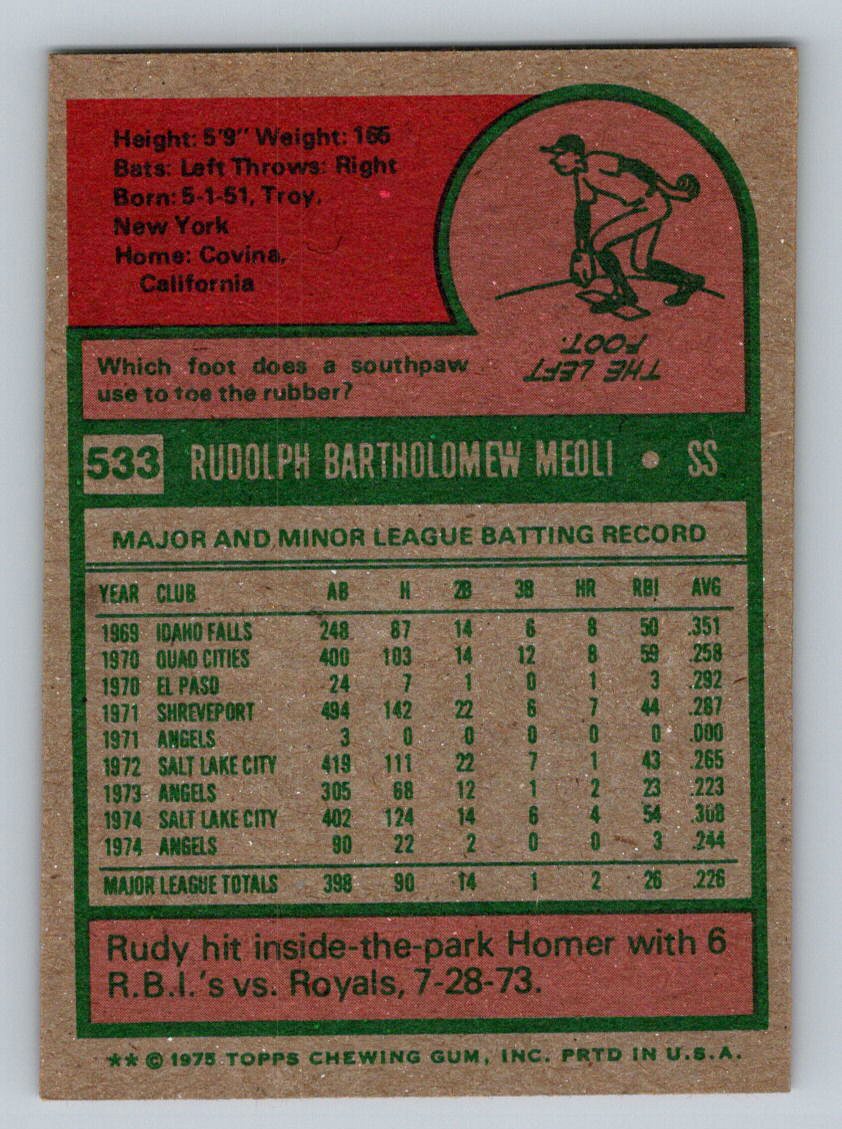 Height: 5'9" Weight: 165
Bats: Left Throws: Right
Born: 5-1-51, Troy,
New York
Home: Covina,
California
THE LEFT
FOOT.
Which foot does a southpaw
use to toe the rubber?
533 RUDOLPH BARTHOLOMEW MEOLI • SS
MAJOR AND MINOR LEAGUE BATTING RECORD
YEAR CLUB AB H 2B 3B HR RBI AVG
1969 IDAHO FALLS 248 87 14 6 8 50 .351
1970 QUAD CITIES 400 103 14 12 8 59 .258
1970 EL PASO 24 7 1 0 1 3 .292
1971 SHREVEPORT 494 142 22 6 7 44 .287
1971 ANGELS 3 0 0 0 0 0 .000
1972 SALT LAKE CITY 419 111 22 7 1 43 .265
1973 ANGELS 305 68 12 1 2 23 .223
1974 SALT LAKE CITY 402 124 14 6 4 54 .308
1974 ANGELS 90 22 2 0 0 3 .244
MAJOR LEAGUE TOTALS 398 90 14 1 2 26 .226
Rudy hit inside-the-park Homer with 6
R.B.I.'s vs. Royals, 7-28-73.
** © 1975 TOPPS CHEWING GUM, INC. PRTD IN U.S.A.